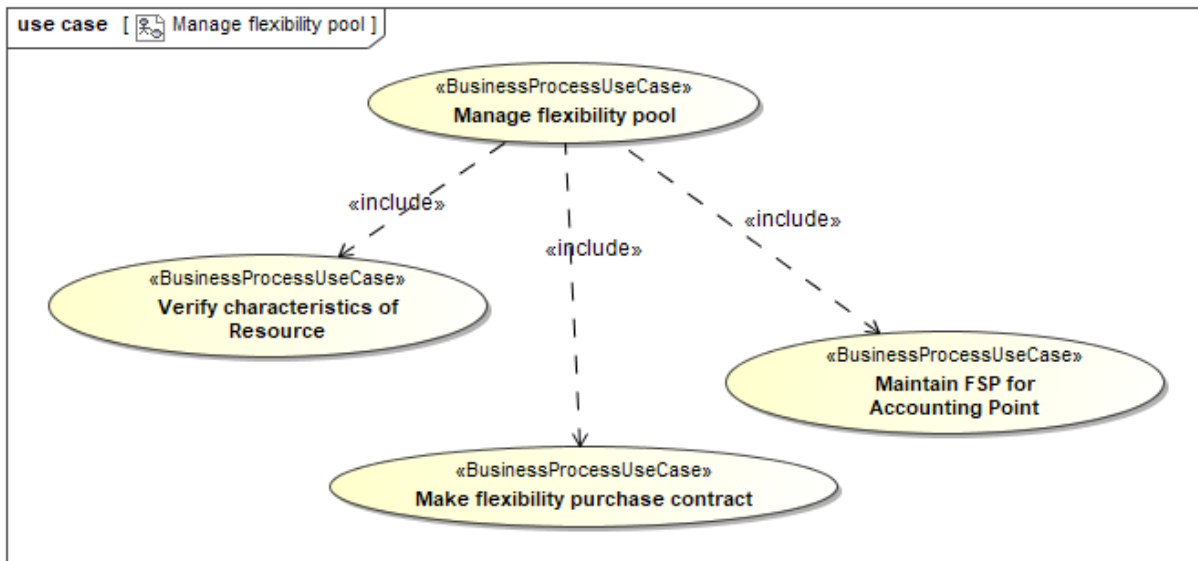 use case [ Manage flexibility pool ]
«BusinessProcessUseCase»
Manage flexibility pool
«include»
«include»
«include»
«BusinessProcessUseCase»
Verify characteristics of
Resource
«BusinessProcessUseCase»
Maintain FSP for
Accounting Point
«BusinessProcessUseCase»
Make flexibility purchase contract